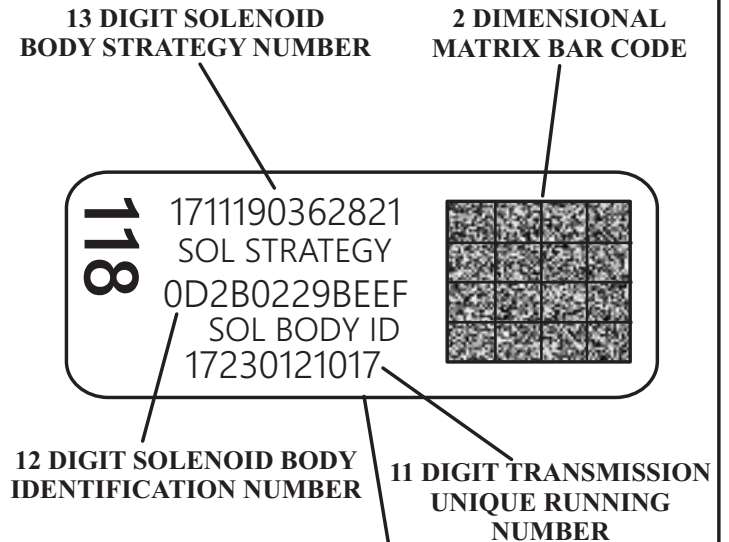 13 DIGIT SOLENOID
BODY STRATEGY NUMBER
2 DIMENSIONAL
MATRIX BAR CODE
118
1711190362821
SOL STRATEGY
0D2B0229BEEF
SOL BODY ID
17230121017
12 DIGIT SOLENOID BODY
IDENTIFICATION NUMBER
11 DIGIT TRANSMISSION
UNIQUE RUNNING
NUMBER